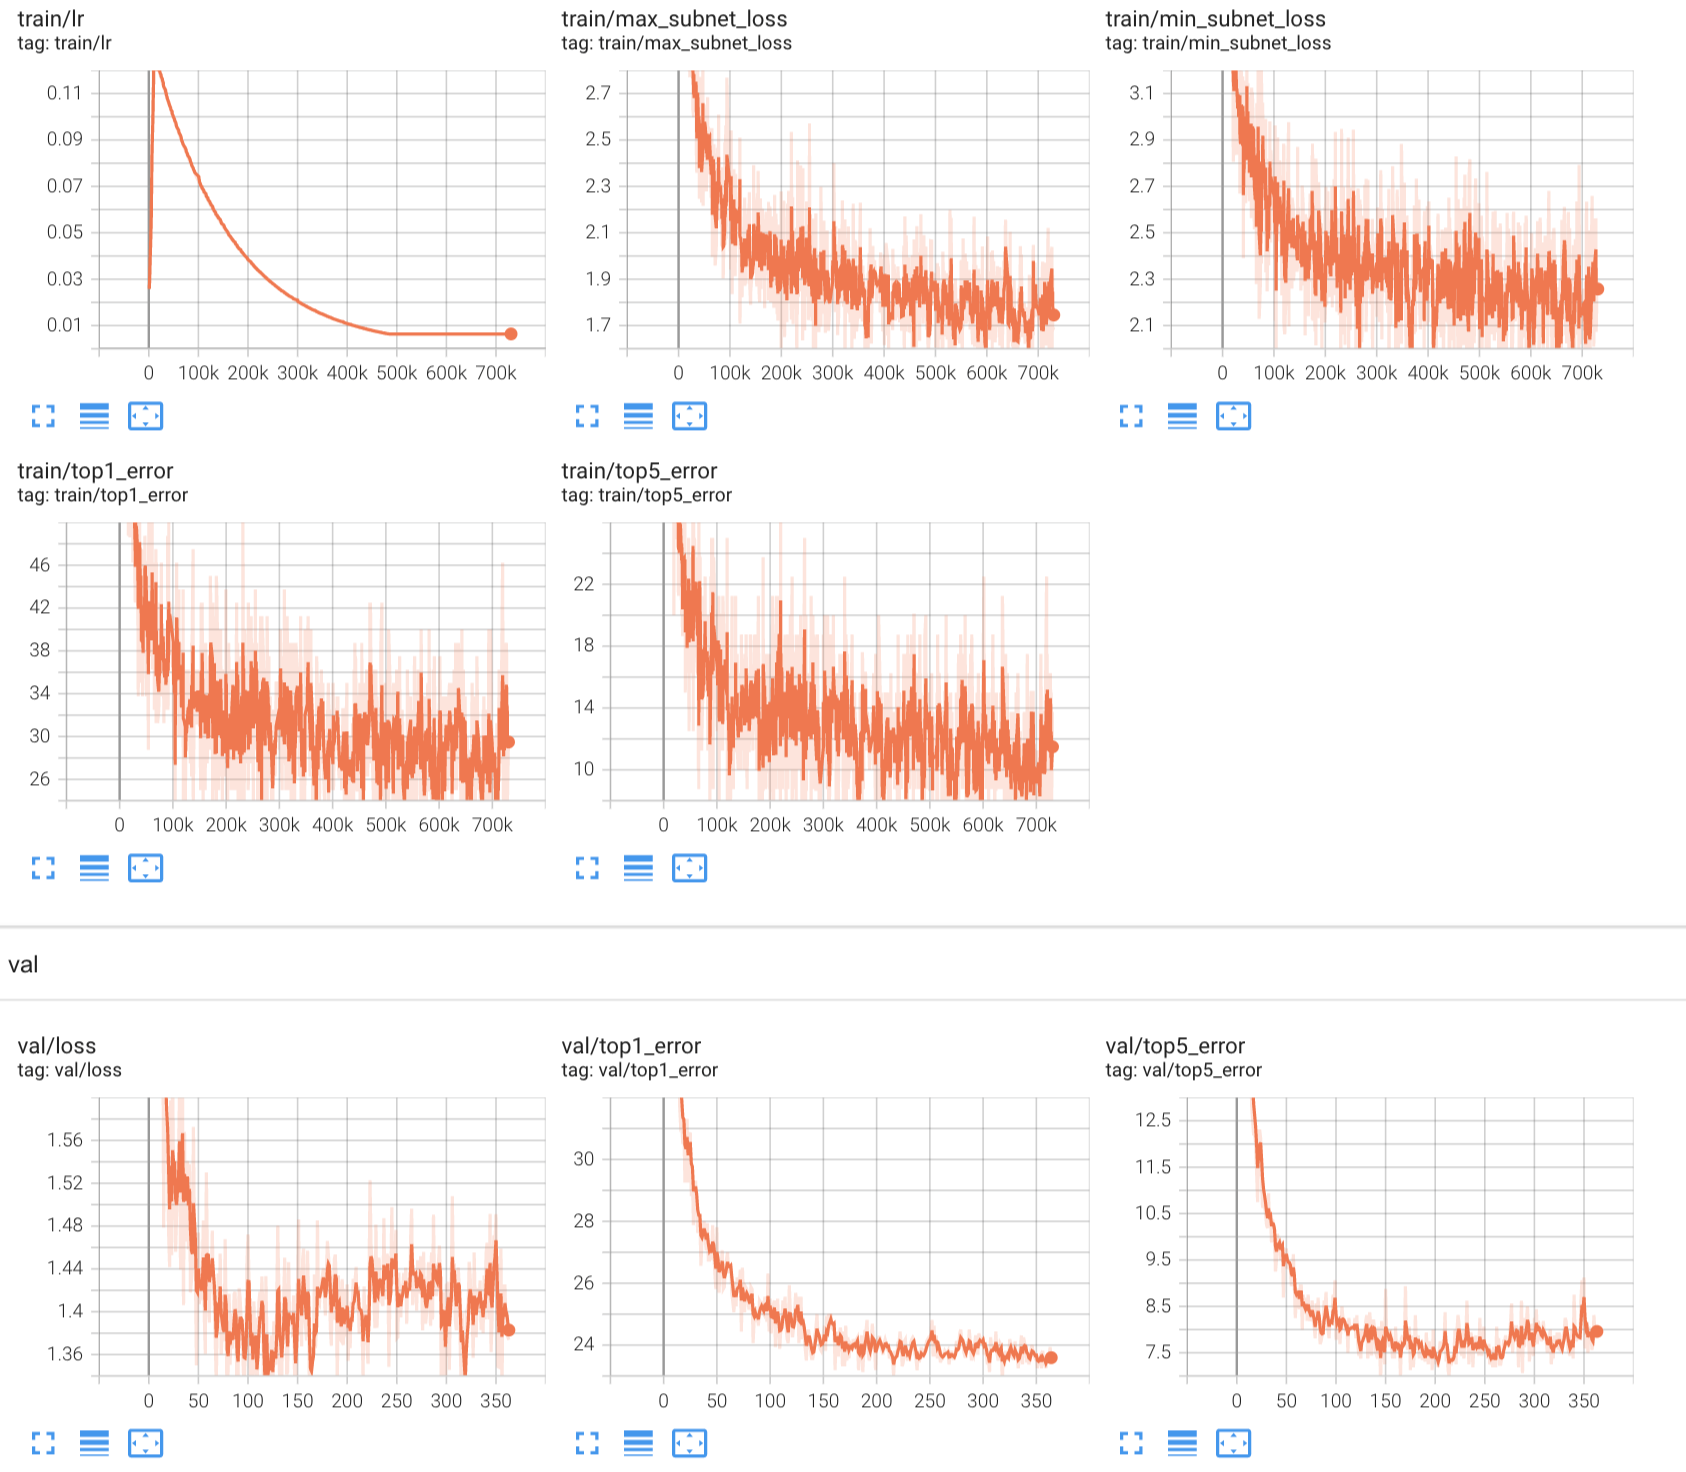 train/lr
tag: train/lr
0.11
0.09
0.07
0.05
0.03
0.01
0 100k 200k 300k 400k 500k 600k 700k
train/max_subnet_loss
tag: train/max_subnet_loss
2.7
2.5
2.3
2.1
1.9
1.7
0 100k 200k 300k 400k 500k 600k 700k
train/min_subnet_loss
tag: train/min_subnet_loss
3.1
2.9
2.7
2.5
2.3
2.1
0 100k 200k 300k 400k 500k 600k 700k
train/top1_error
tag: train/top1_error
46
42
38
34
30
26
0 100k 200k 300k 400k 500k 600k 700k
train/top5_error
tag: train/top5_error
22
18
14
10
0 100k 200k 300k 400k 500k 600k 700k
val
val/loss
tag: val/loss
1.56
1.52
1.48
1.44
1.4
1.36
0 50 100 150 200 250 300 350
val/top1_error
tag: val/top1_error
30
28
26
24
0 50 100 150 200 250 300 350
val/top5_error
tag: val/top5_error
12.5
11.5
10.5
9.5
8.5
7.5
0 50 100 150 200 250 300 350